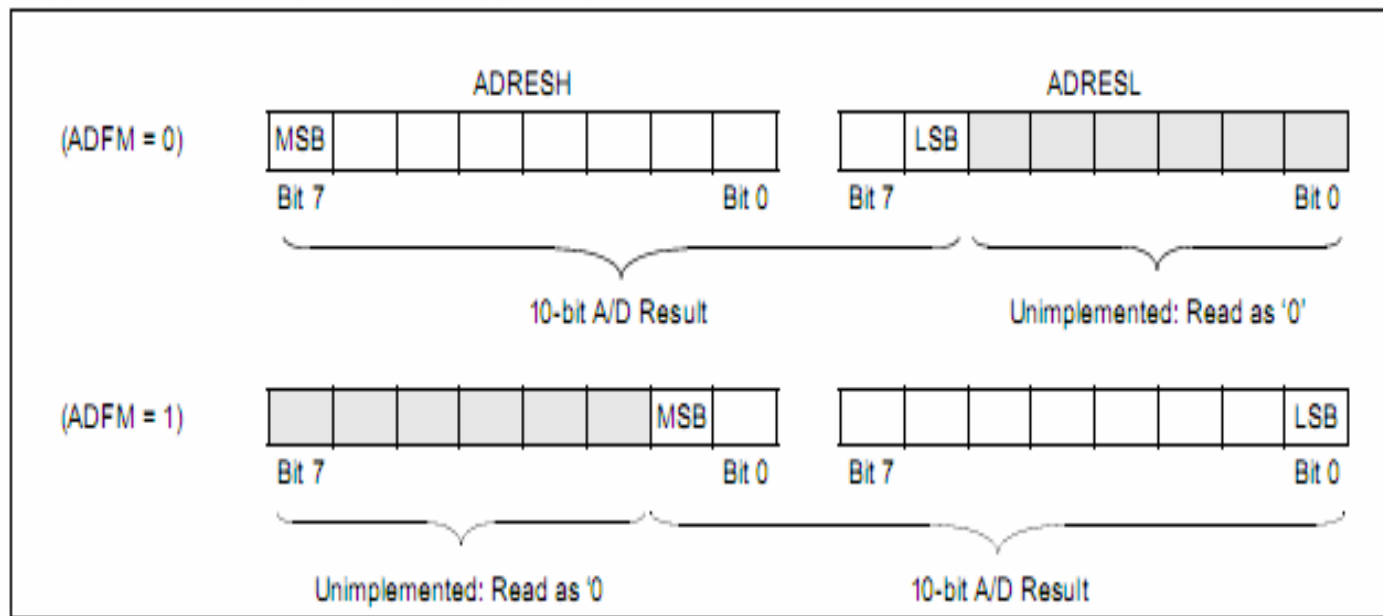 ADRESH ADRESL
(ADFM = 0) MSB LSB
Bit 7 Bit 0 Bit 7 Bit 0
10-bit A/D Result Unimplemented: Read as ‘0’
(ADFM = 1) MSB LSB
Bit 7 Bit 0 Bit 7 Bit 0
Unimplemented: Read as ‘0 10-bit A/D Result